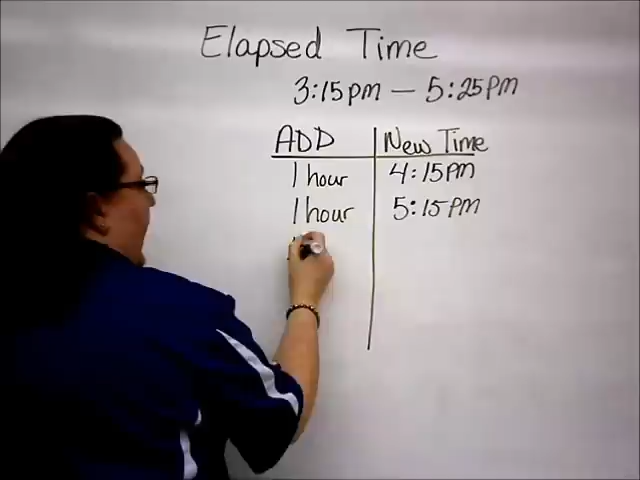 Elapsed Time
3:15pm — 5:25pm
ADD New Time
1 hour 4:15pm
1 hour 5:15pm